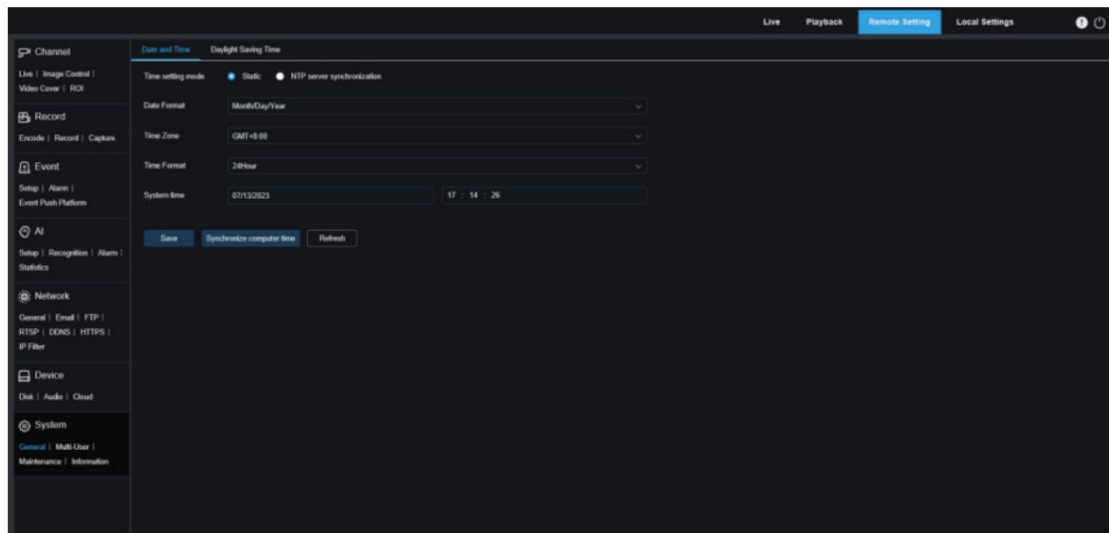 Live Playback Remote Setting Local Settings
Channel
Live | Image Control |
Video Cover | ROI
Record
Encode | Record | Capture
Event
Setup | Alarm |
Event Push Platform
AI
Setup | Recognition | Alarm |
Statistics
Network
General | Email | FTP |
RTSP | DDNS | HTTPS |
IP Filter
Device
Disk | Audio | Cloud
System
General | Multi-User |
Maintenance | Information
Date and Time Daylight Saving Time
Time setting mode Static NTP server synchronization
Date Format Month/Day/Year
Time Zone GMT+8:00
Time Format 24Hour
System time 07/13/2023 17 : 14 : 26
Save Synchronize computer time Refresh